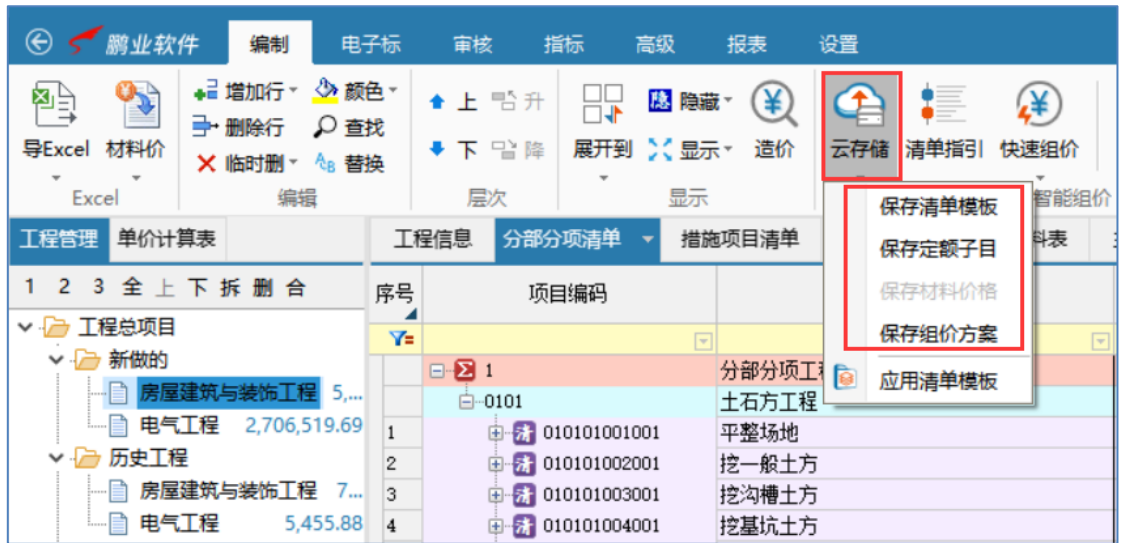 鹏业软件 编制 电子标 审核 指标 高级 报表 设置
增加行 颜色 上 升 隐 隐藏
删除行 查找
导Excel 材料价 临时删 替换 下 降 展开到 显示 造价 云存储 清单指引 快速组价
Excel 编辑 层次 显示 智能组价
保存清单模板
保存定额子目
保存材料价格
保存组价方案
应用清单模板
工程管理 单价计算表 工程信息 分部分项清单 措施项目清单 料表
1 2 3 全 上 下 拆 删 合 序号 项目编码
工程总项目
新做的 1 分部分项工
房屋建筑与装饰工程 5,... 0101 土石方工程
电气工程 2,706,519.69 1 清 010101001001 平整场地
历史工程 2 清 010101002001 挖一般土方
房屋建筑与装饰工程 7... 3 清 010101003001 挖沟槽土方
电气工程 5,455.88 4 清 010101004001 挖基坑土方